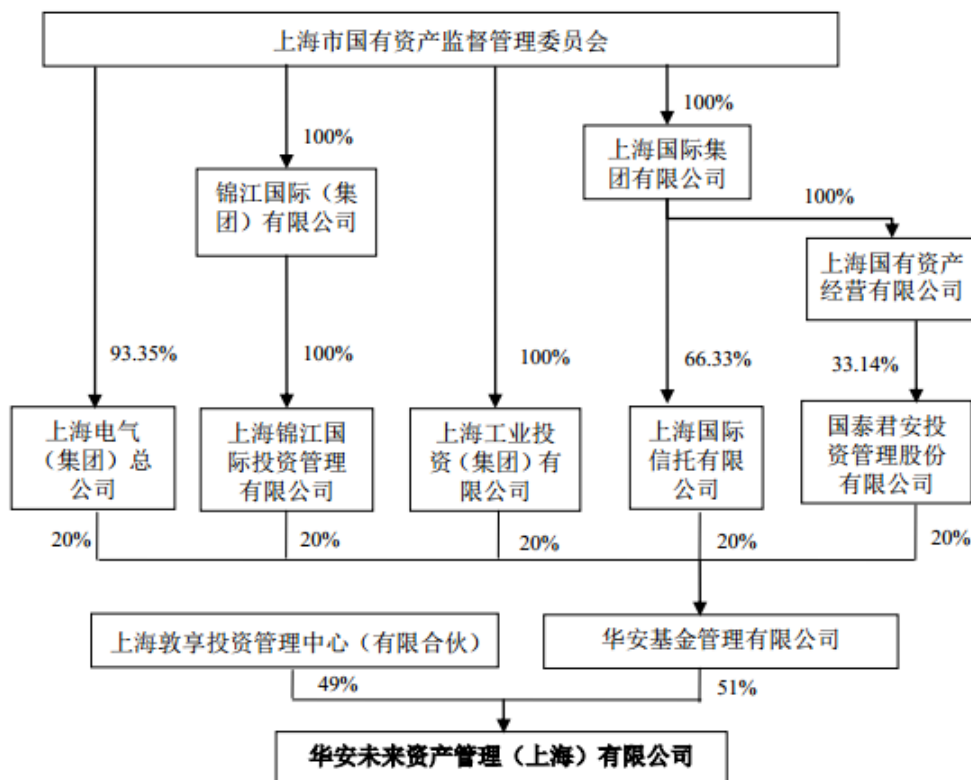 上海市国有资产监督管理委员会
100%
100%
上海国际集
团有限公司
锦江国际（集
团）有限公司
100%
上海国有资产
经营有限公司
93.35%
100%
100%
66.33%
33.14%
上海电气
（集团）总
公司
上海锦江国
际投资管理
有限公司
上海工业投
资（集团）有
限公司
上海国际
信托有限
公司
国泰君安投
资管理股份
有限公司
20%
20%
20%
20%
20%
上海敦享投资管理中心（有限合伙）
华安基金管理有限公司
49%
51%
华安未来资产管理（上海）有限公司